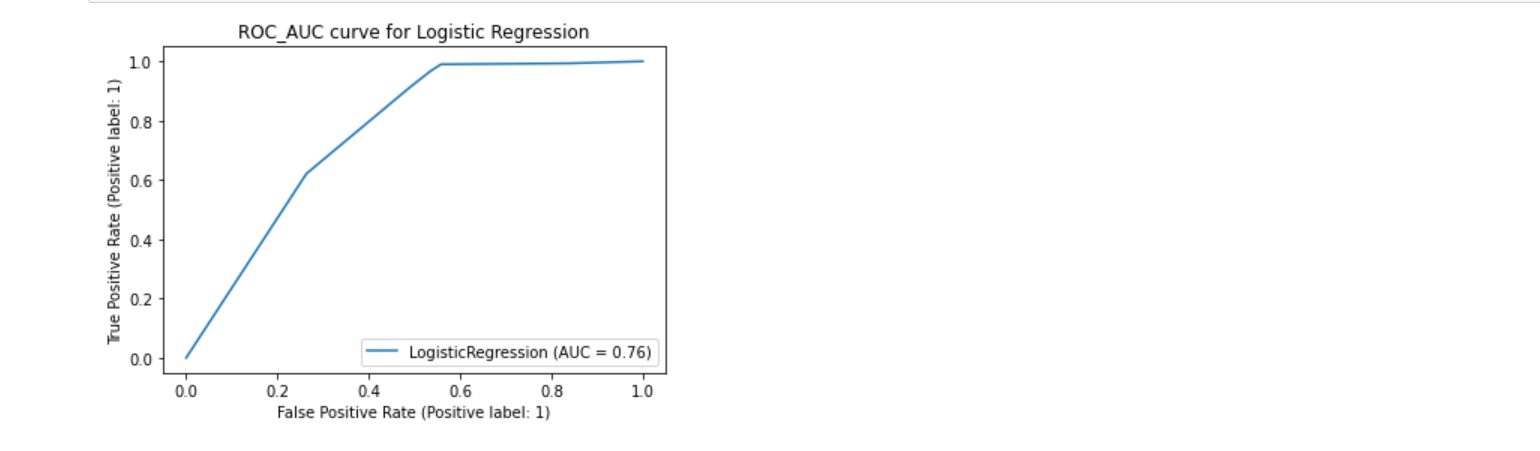 ROC_AUC curve for Logistic Regression
1.0
0.8
0.6
0.4
0.2
0.0
True Positive Rate (Positive label: 1)
LogisticRegression (AUC = 0.76)
0.0 0.2 0.4 0.6 0.8 1.0
False Positive Rate (Positive label: 1)